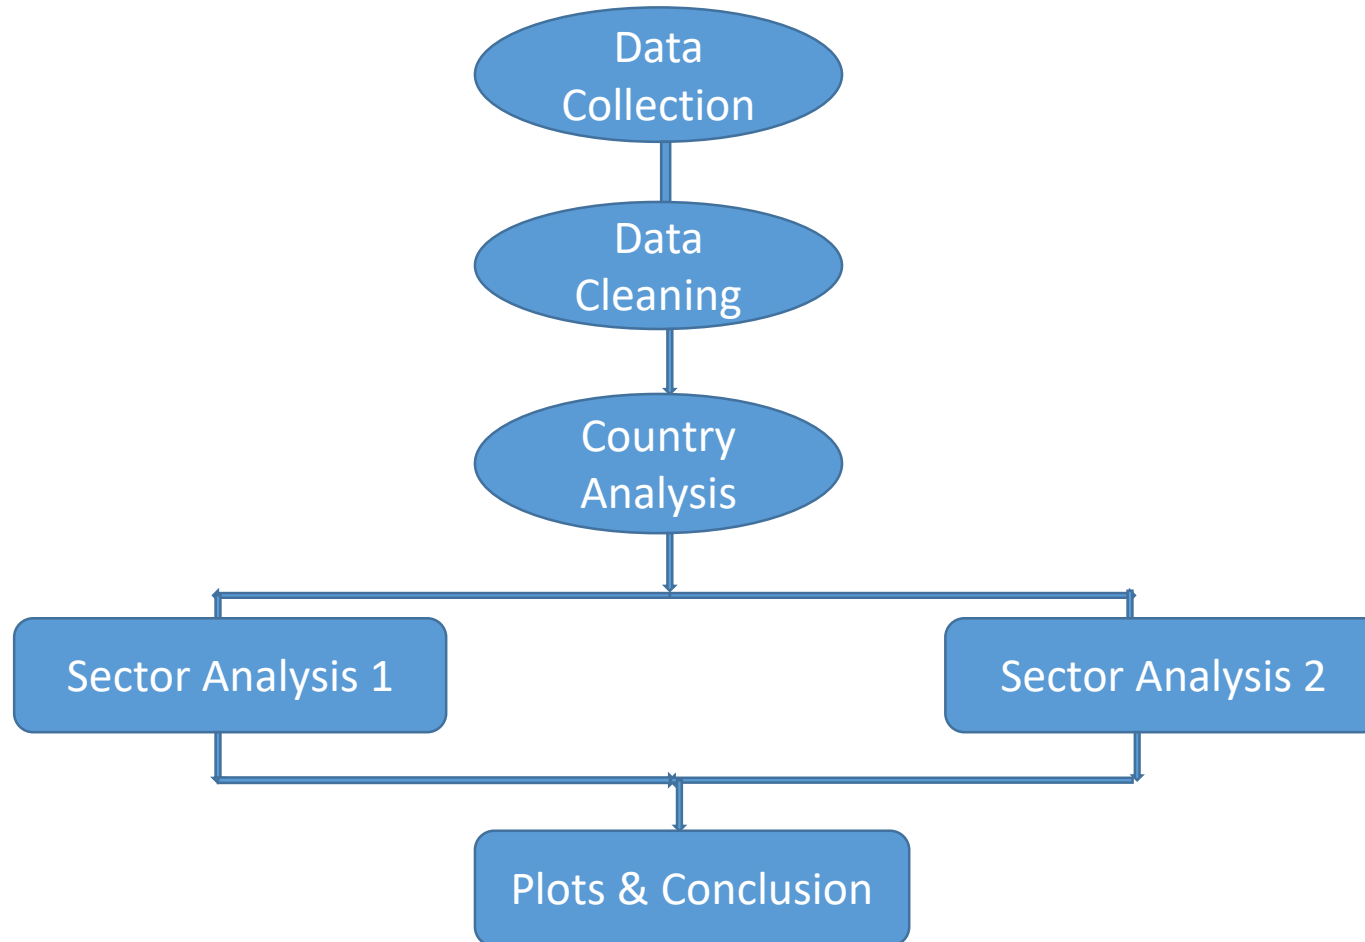 Data
Collection
Data
Cleaning
Country
Analysis
Sector Analysis 1
Sector Analysis 2
Plots & Conclusion